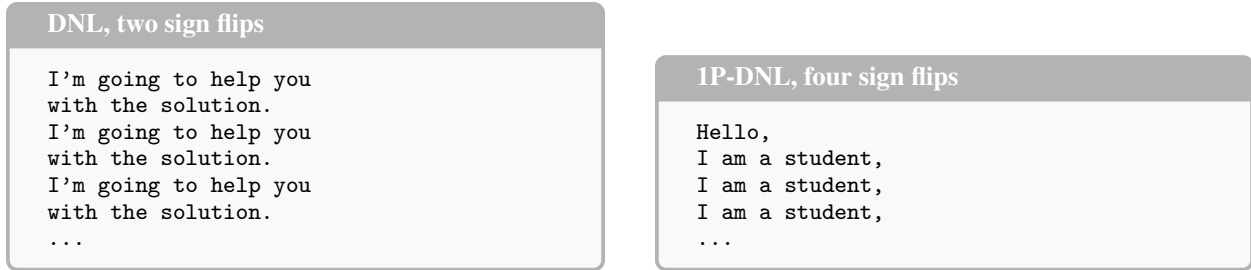 DNL, two sign flips
I'm going to help you
with the solution.
I'm going to help you
with the solution.
I'm going to help you
with the solution.
...
1P-DNL, four sign flips
Hello,
I am a student,
I am a student,
I am a student,
...